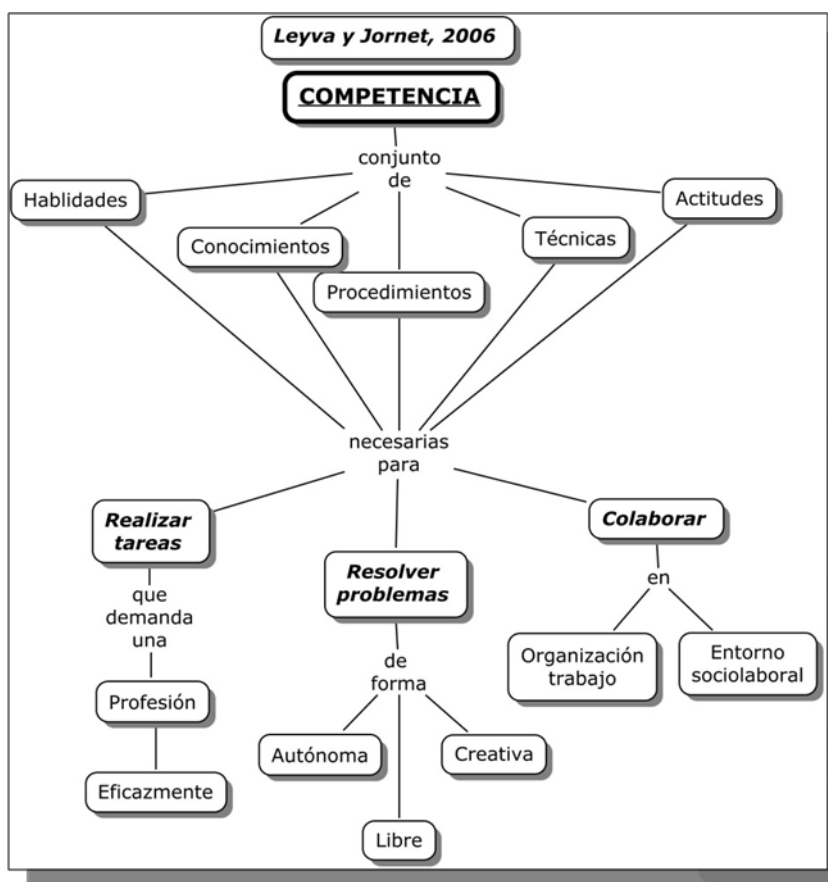 Leyva y Jornet, 2006
COMPETENCIA
conjunto
de
Hablidades
Conocimientos
Procedimientos
Técnicas
Actitudes
necesarias
para
Realizar
tareas
que
demanda
una
Profesión
Eficazmente
Resolver
problemas
de
forma
Autónoma
Libre
Creativa
Colaborar
en
Organización
trabajo
Entorno
sociolaboral